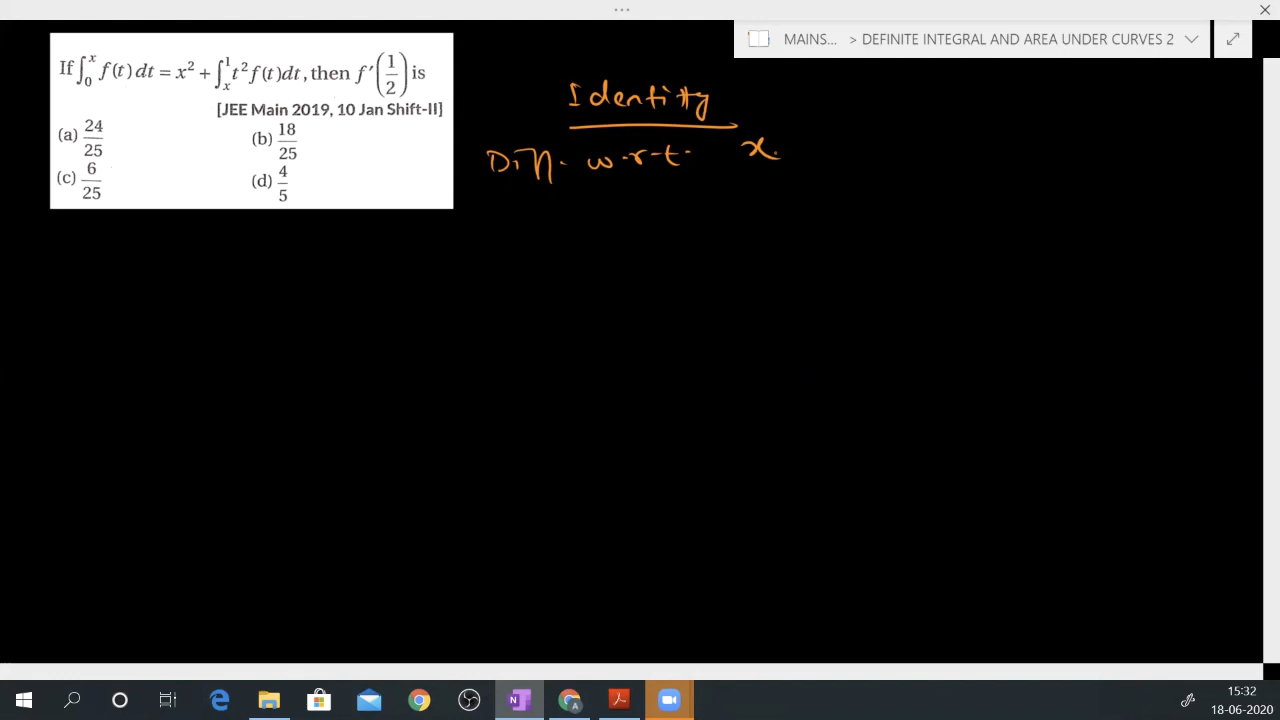 MAINS... > DEFINITE INTEGRAL AND AREA UNDER CURVES 2
If ∫₀ˣ f(t) dt = x² + ∫ₓ¹ t² f(t) dt, then f′(1/2) is
[JEE Main 2019, 10 Jan Shift-II]
(a) 24/25 (b) 18/25
(c) 6/25 (d) 4/5
Identity
Diff. w.r.t. x.
15:32
18-06-2020